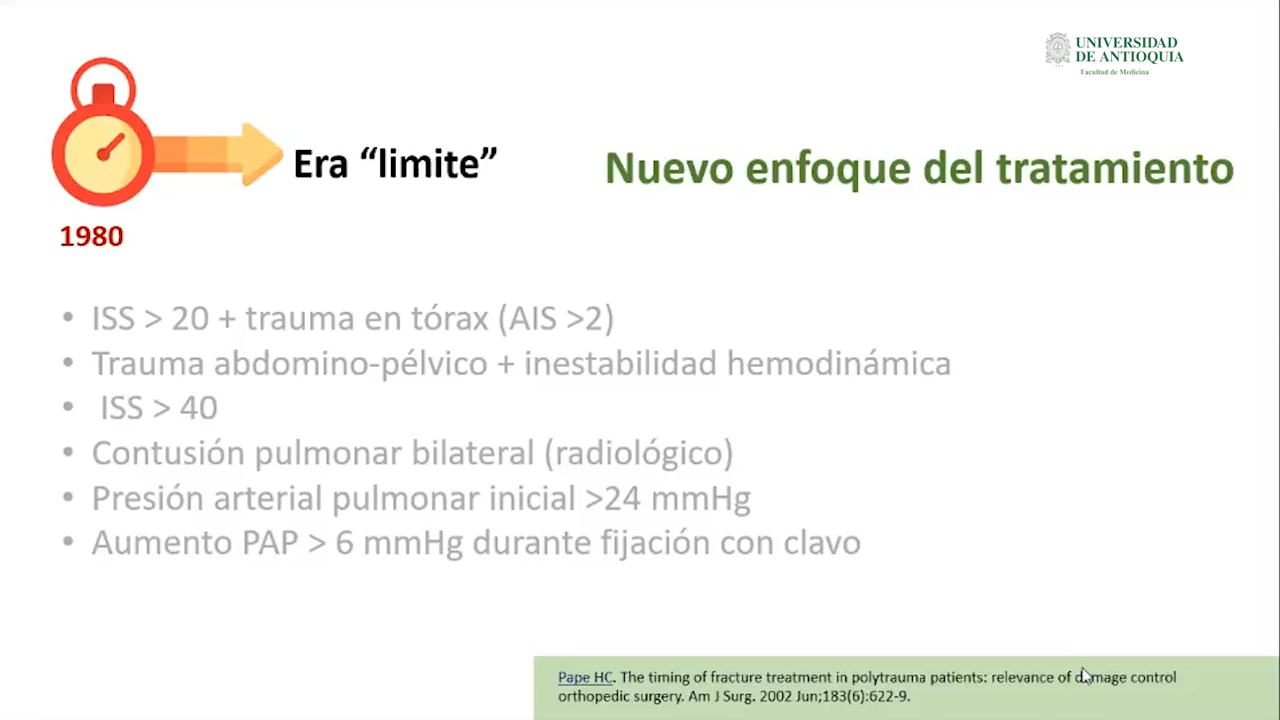 UNIVERSIDAD
DE ANTIOQUIA
Facultad de Medicina
Era “limite”
Nuevo enfoque del tratamiento
1980
• ISS > 20 + trauma en tórax (AIS >2)
• Trauma abdomino-pélvico + inestabilidad hemodinámica
• ISS > 40
• Contusión pulmonar bilateral (radiológico)
• Presión arterial pulmonar inicial >24 mmHg
• Aumento PAP > 6 mmHg durante fijación con clavo
Pape HC. The timing of fracture treatment in polytrauma patients: relevance of damage control
orthopedic surgery. Am J Surg. 2002 Jun;183(6):622-9.